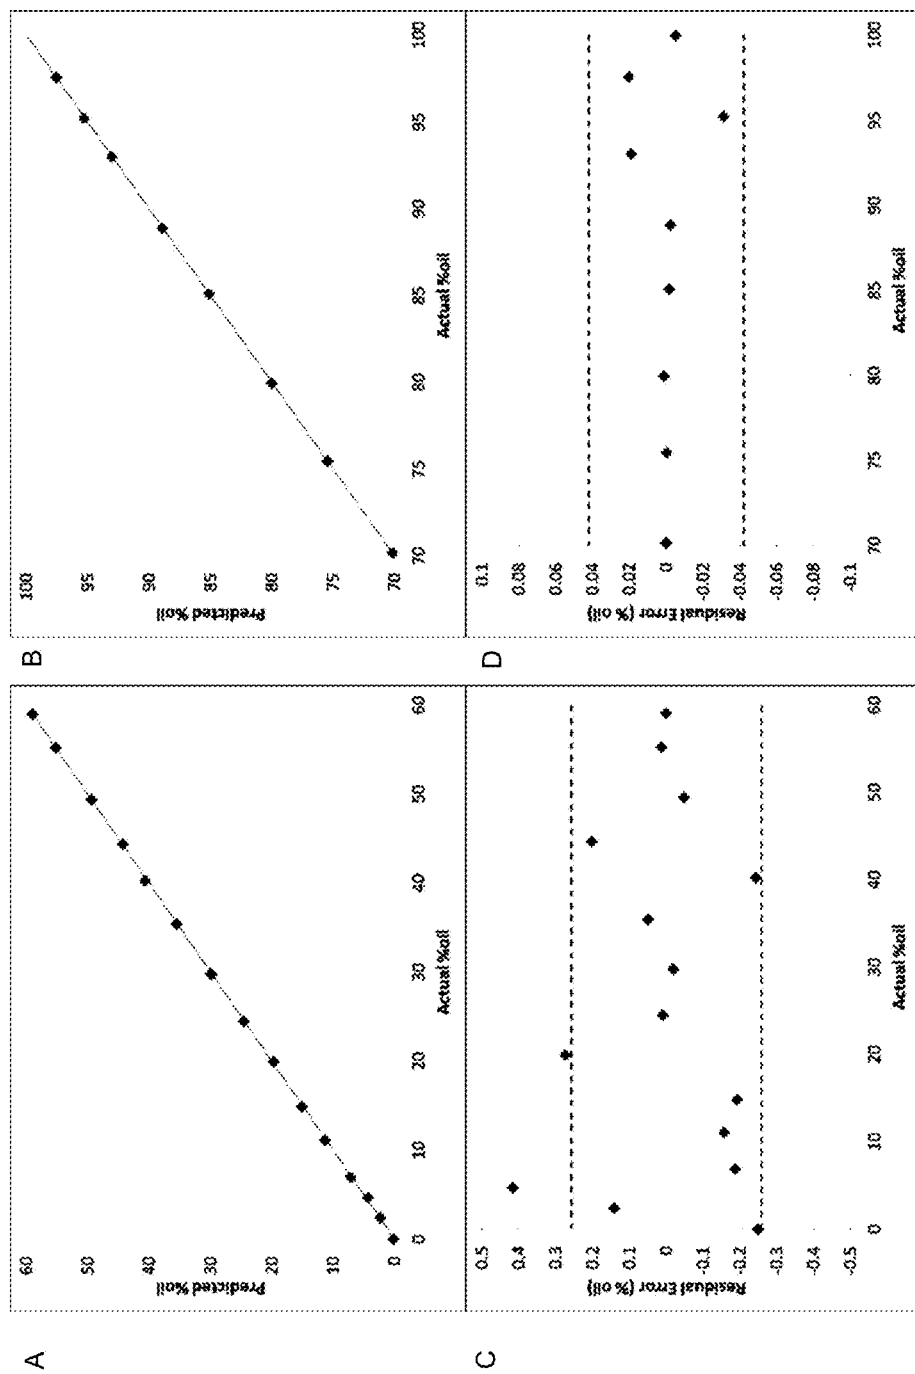 A
60
50
40
30
20
10
0
Predicted %oil
0 10 20 30 40 50 60
Actual %oil
B
100
95
90
85
80
75
70
Predicted %oil
70 75 80 85 90 95 100
Actual %oil
C
0.5
0.4
0.3
0.2
0.1
0
-0.1
-0.2
-0.3
-0.4
-0.5
Residual Error (% oil)
0 10 20 30 40 50 60
Actual %oil
D
0.1
0.08
0.06
0.04
0.02
0
-0.02
-0.04
-0.06
-0.08
-0.1
Residual Error (% oil)
70 75 80 85 90 95 100
Actual %oil